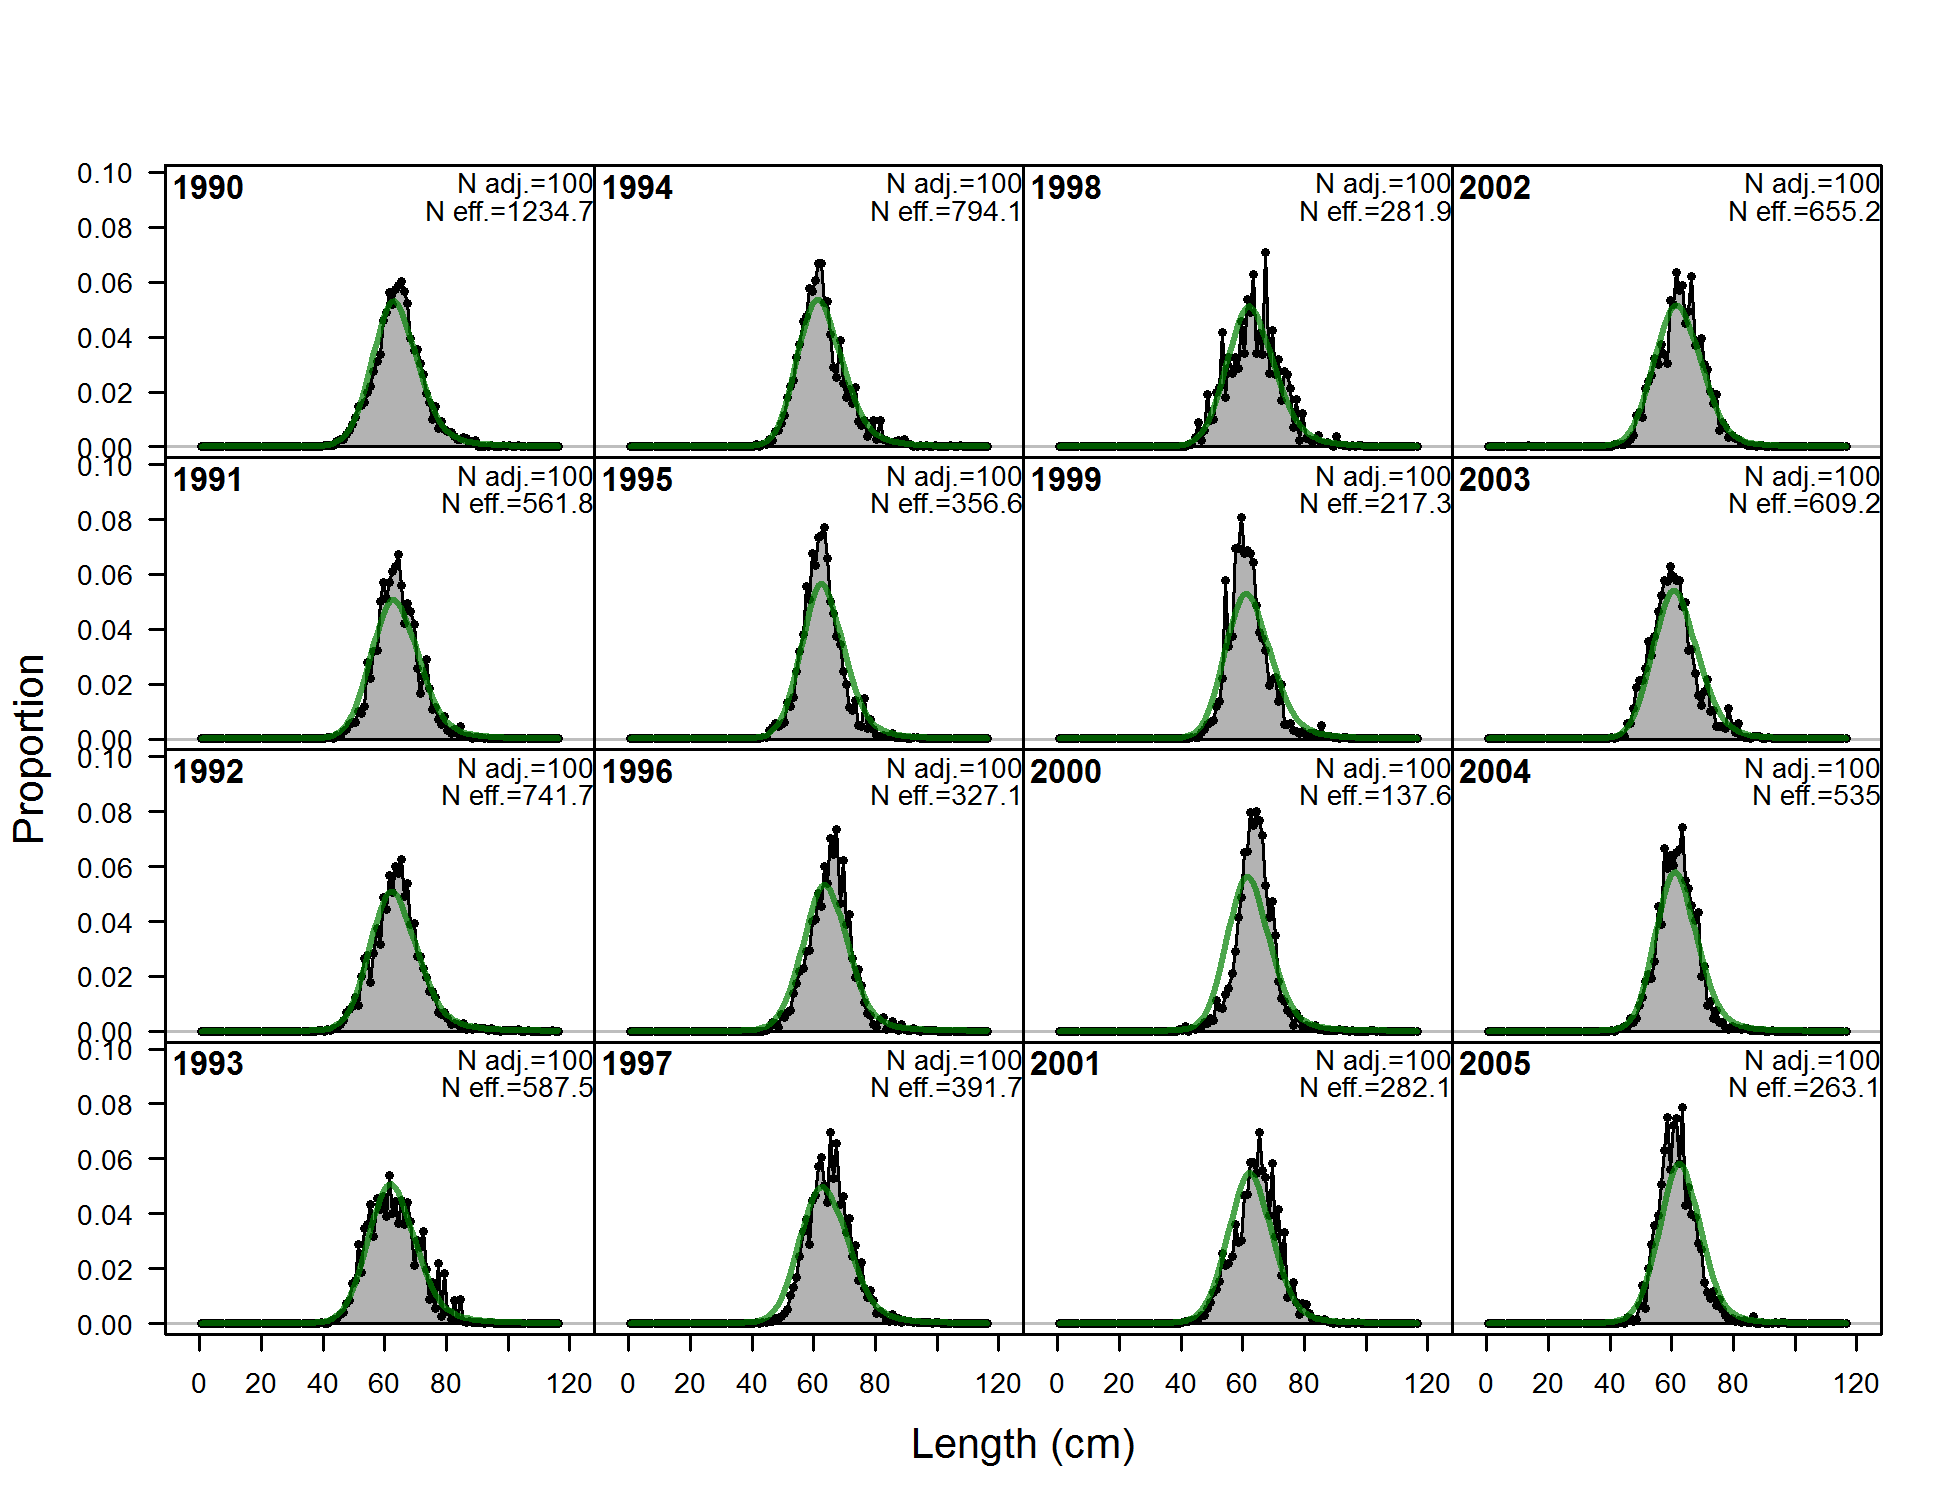 1990
N adj.=100
N eff.=1234.7
1994
N adj.=100
N eff.=794.1
1998
N adj.=100
N eff.=281.9
2002
N adj.=100
N eff.=655.2
0.10
0.08
0.06
0.04
0.02
0.00
1991
N adj.=100
N eff.=561.8
1995
N adj.=100
N eff.=356.6
1999
N adj.=100
N eff.=217.3
2003
N adj.=100
N eff.=609.2
0.10
0.08
0.06
0.04
0.02
0.00
1992
N adj.=100
N eff.=741.7
1996
N adj.=100
N eff.=327.1
2000
N adj.=100
N eff.=137.6
2004
N adj.=100
N eff.=535
0.10
0.08
0.06
0.04
0.02
0.00
1993
N adj.=100
N eff.=587.5
1997
N adj.=100
N eff.=391.7
2001
N adj.=100
N eff.=282.1
2005
N adj.=100
N eff.=263.1
0.10
0.08
0.06
0.04
0.02
0.00
Proportion
0 20 40 60 80 120 0 20 40 60 80 120 0 20 40 60 80 120 0 20 40 60 80 120
Length (cm)